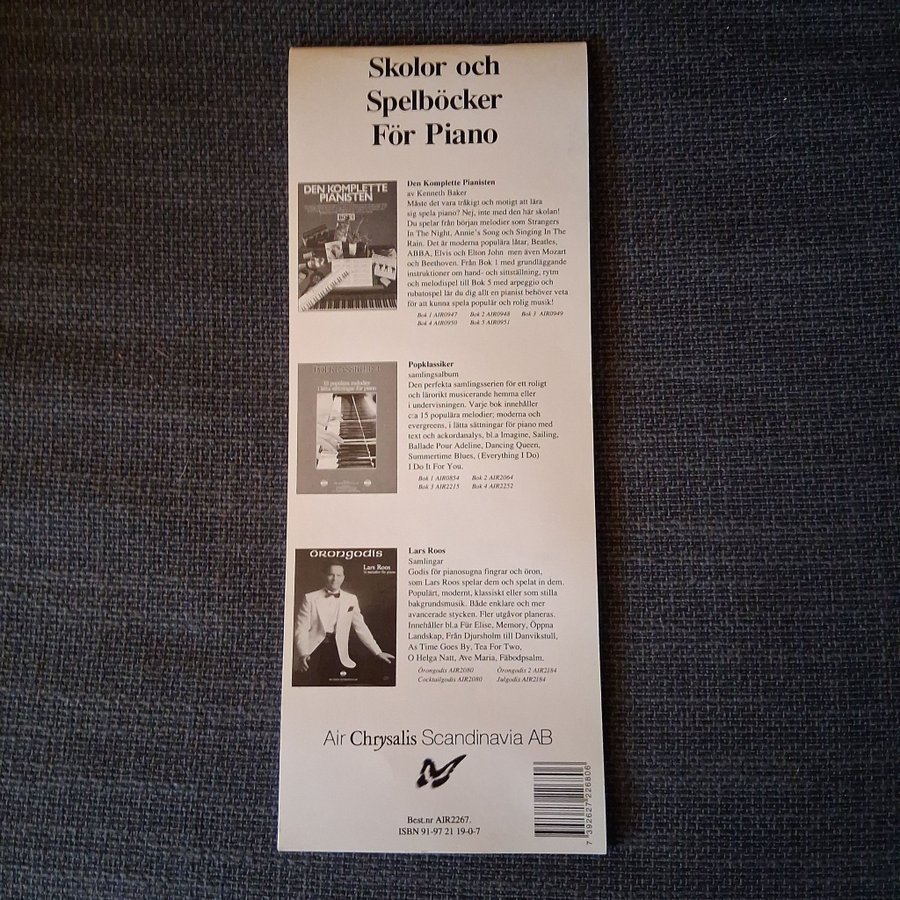 Skolor och
Spelböcker
För Piano
DEN KOMPLETTE
PIANISTEN
Den Komplette Pianisten
av Kenneth Baker
Måste det vara tråkigt och motigt att lära
sig spela piano? Nej, inte med den här skolan!
Du spelar från början melodier som Strangers
In The Night, Annie's Song och Singing In The
Rain. Det är moderna populära låtar, Beatles,
ABBA, Elvis och Elton John men även Mozart
och Beethoven. Från Bok 1 med grundläggande
instruktioner om hand- och sittställning, rytm
och melodispel till Bok 5 med arpeggio och
rubatospel lär du dig allt en pianist behöver veta
för att kunna spela populär och rolig musik!
Bok 1 AIR0947 Bok 2 AIR0948 Bok 3 AIR0949
Bok 4 AIR0950 Bok 5 AIR0951
15 populära melodier
i lätta sättningar för piano
Popklassiker
samlingsalbum
Den perfekta samlingsserien för ett roligt
och lärorikt musicerande hemma eller
i undervisningen. Varje bok innehåller
c:a 15 populära melodier; moderna och
evergreens, i lätta sättningar för piano med
text och ackordanalys, bl.a Imagine, Sailing,
Ballade Pour Adeline, Dancing Queen,
Summertime Blues, (Everything I Do)
I Do It For You.
Bok 1 AIR0854 Bok 2 AIR2064
Bok 3 AIR2215 Bok 4 AIR2252
örongodis
Lars Roos
Lars Roos
Samlingar
Godis för pianosugna fingrar och öron,
som Lars Roos spelar dem och spelat in dem.
Populärt, modernt, klassiskt eller som stilla
bakgrundsmusik. Både enklare och mer
avancerade stycken. Fler utgåvor planeras.
Innehåller bl.a Für Elise, Memory, Öppna
Landskap, Från Djursholm till Danvikstull,
As Time Goes By, Tea For Two,
O Helga Natt, Ave Maria, Fäbodpsalm.
Örongodis AIR2080 Örongodis 2 AIR2184
Cocktailgodis AIR2080 Julgodis AIR2184
Air Chrysalis Scandinavia AB
Best.nr AIR2267.
ISBN 91-97 21 19-0-7
7 392627 226806